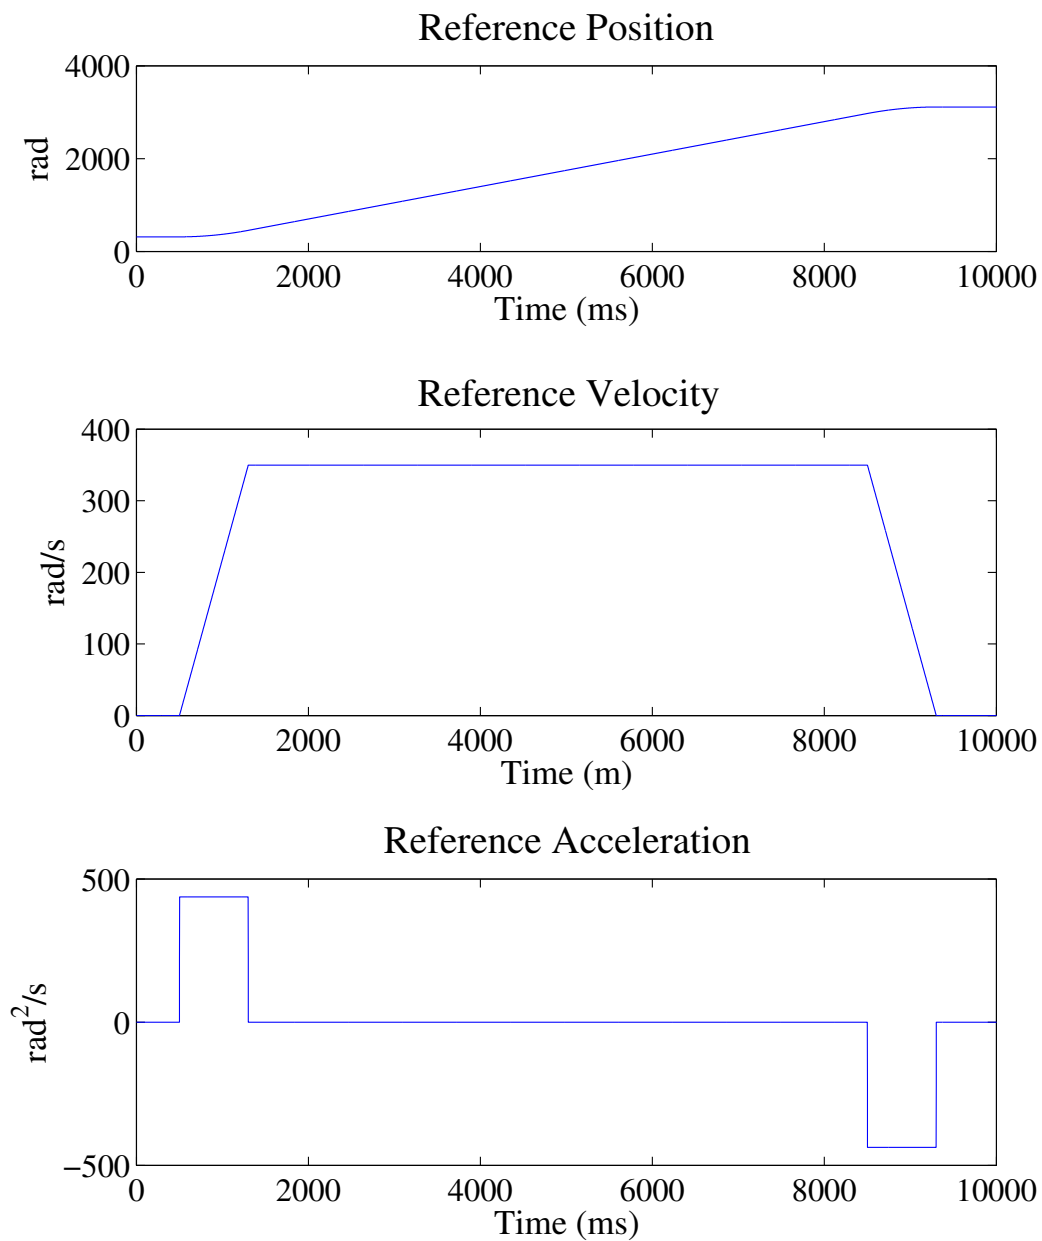 Reference Position
4000
2000
0
rad
0 2000 4000 6000 8000 10000
Time (ms)
Reference Velocity
400
300
200
100
0
rad/s
0 2000 4000 6000 8000 10000
Time (m)
Reference Acceleration
500
0
−500
rad²/s
0 2000 4000 6000 8000 10000
Time (ms)